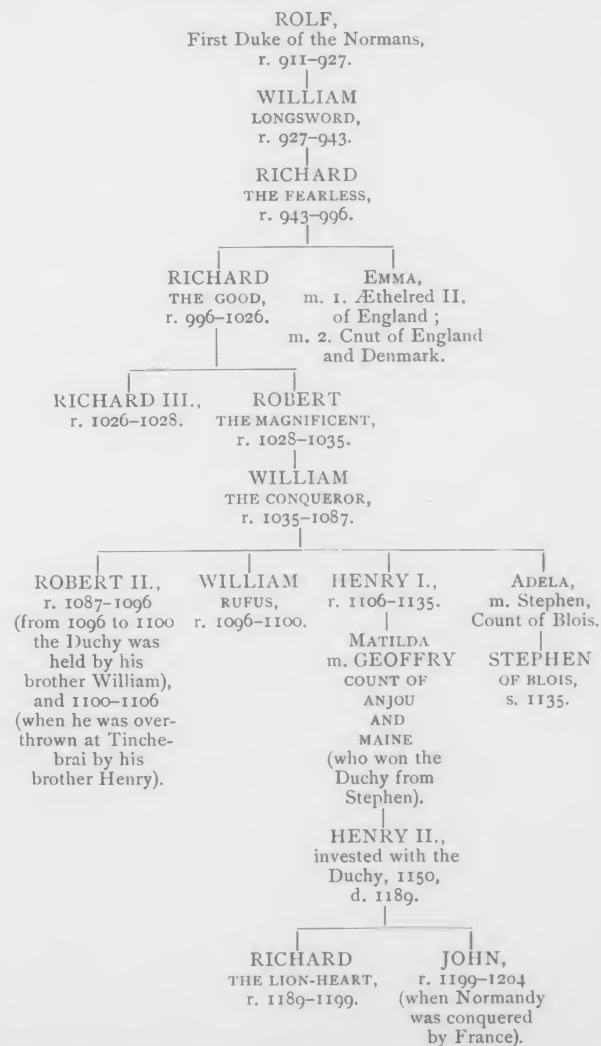 ROLF,
First Duke of the Normans,
r. 911–927.
WILLIAM
LONGSWORD,
r. 927–943.
RICHARD
THE FEARLESS,
r. 943–996.
RICHARD
THE GOOD,
r. 996–1026.
EMMA,
m. 1. Æthelred II.
of England ;
m. 2. Cnut of England
and Denmark.
RICHARD III.,
r. 1026–1028.
ROBERT
THE MAGNIFICENT,
r. 1028–1035.
WILLIAM
THE CONQUEROR,
r. 1035–1087.
ROBERT II.,
r. 1087–1096
(from 1096 to 1100
the Duchy was
held by his
brother William),
and 1100–1106
(when he was over-
thrown at Tinche-
brai by his
brother Henry).
WILLIAM
RUFUS,
r. 1096–1100.
HENRY I.,
r. 1106–1135.
MATILDA
m. GEOFFRY
COUNT OF
ANJOU
AND
MAINE
(who won the
Duchy from
Stephen).
ADELA,
m. Stephen,
Count of Blois.
STEPHEN
OF BLOIS,
s. 1135.
HENRY II.,
invested with the
Duchy, 1150,
d. 1189.
RICHARD
THE LION-HEART,
r. 1189–1199.
JOHN,
r. 1199–1204
(when Normandy
was conquered
by France).